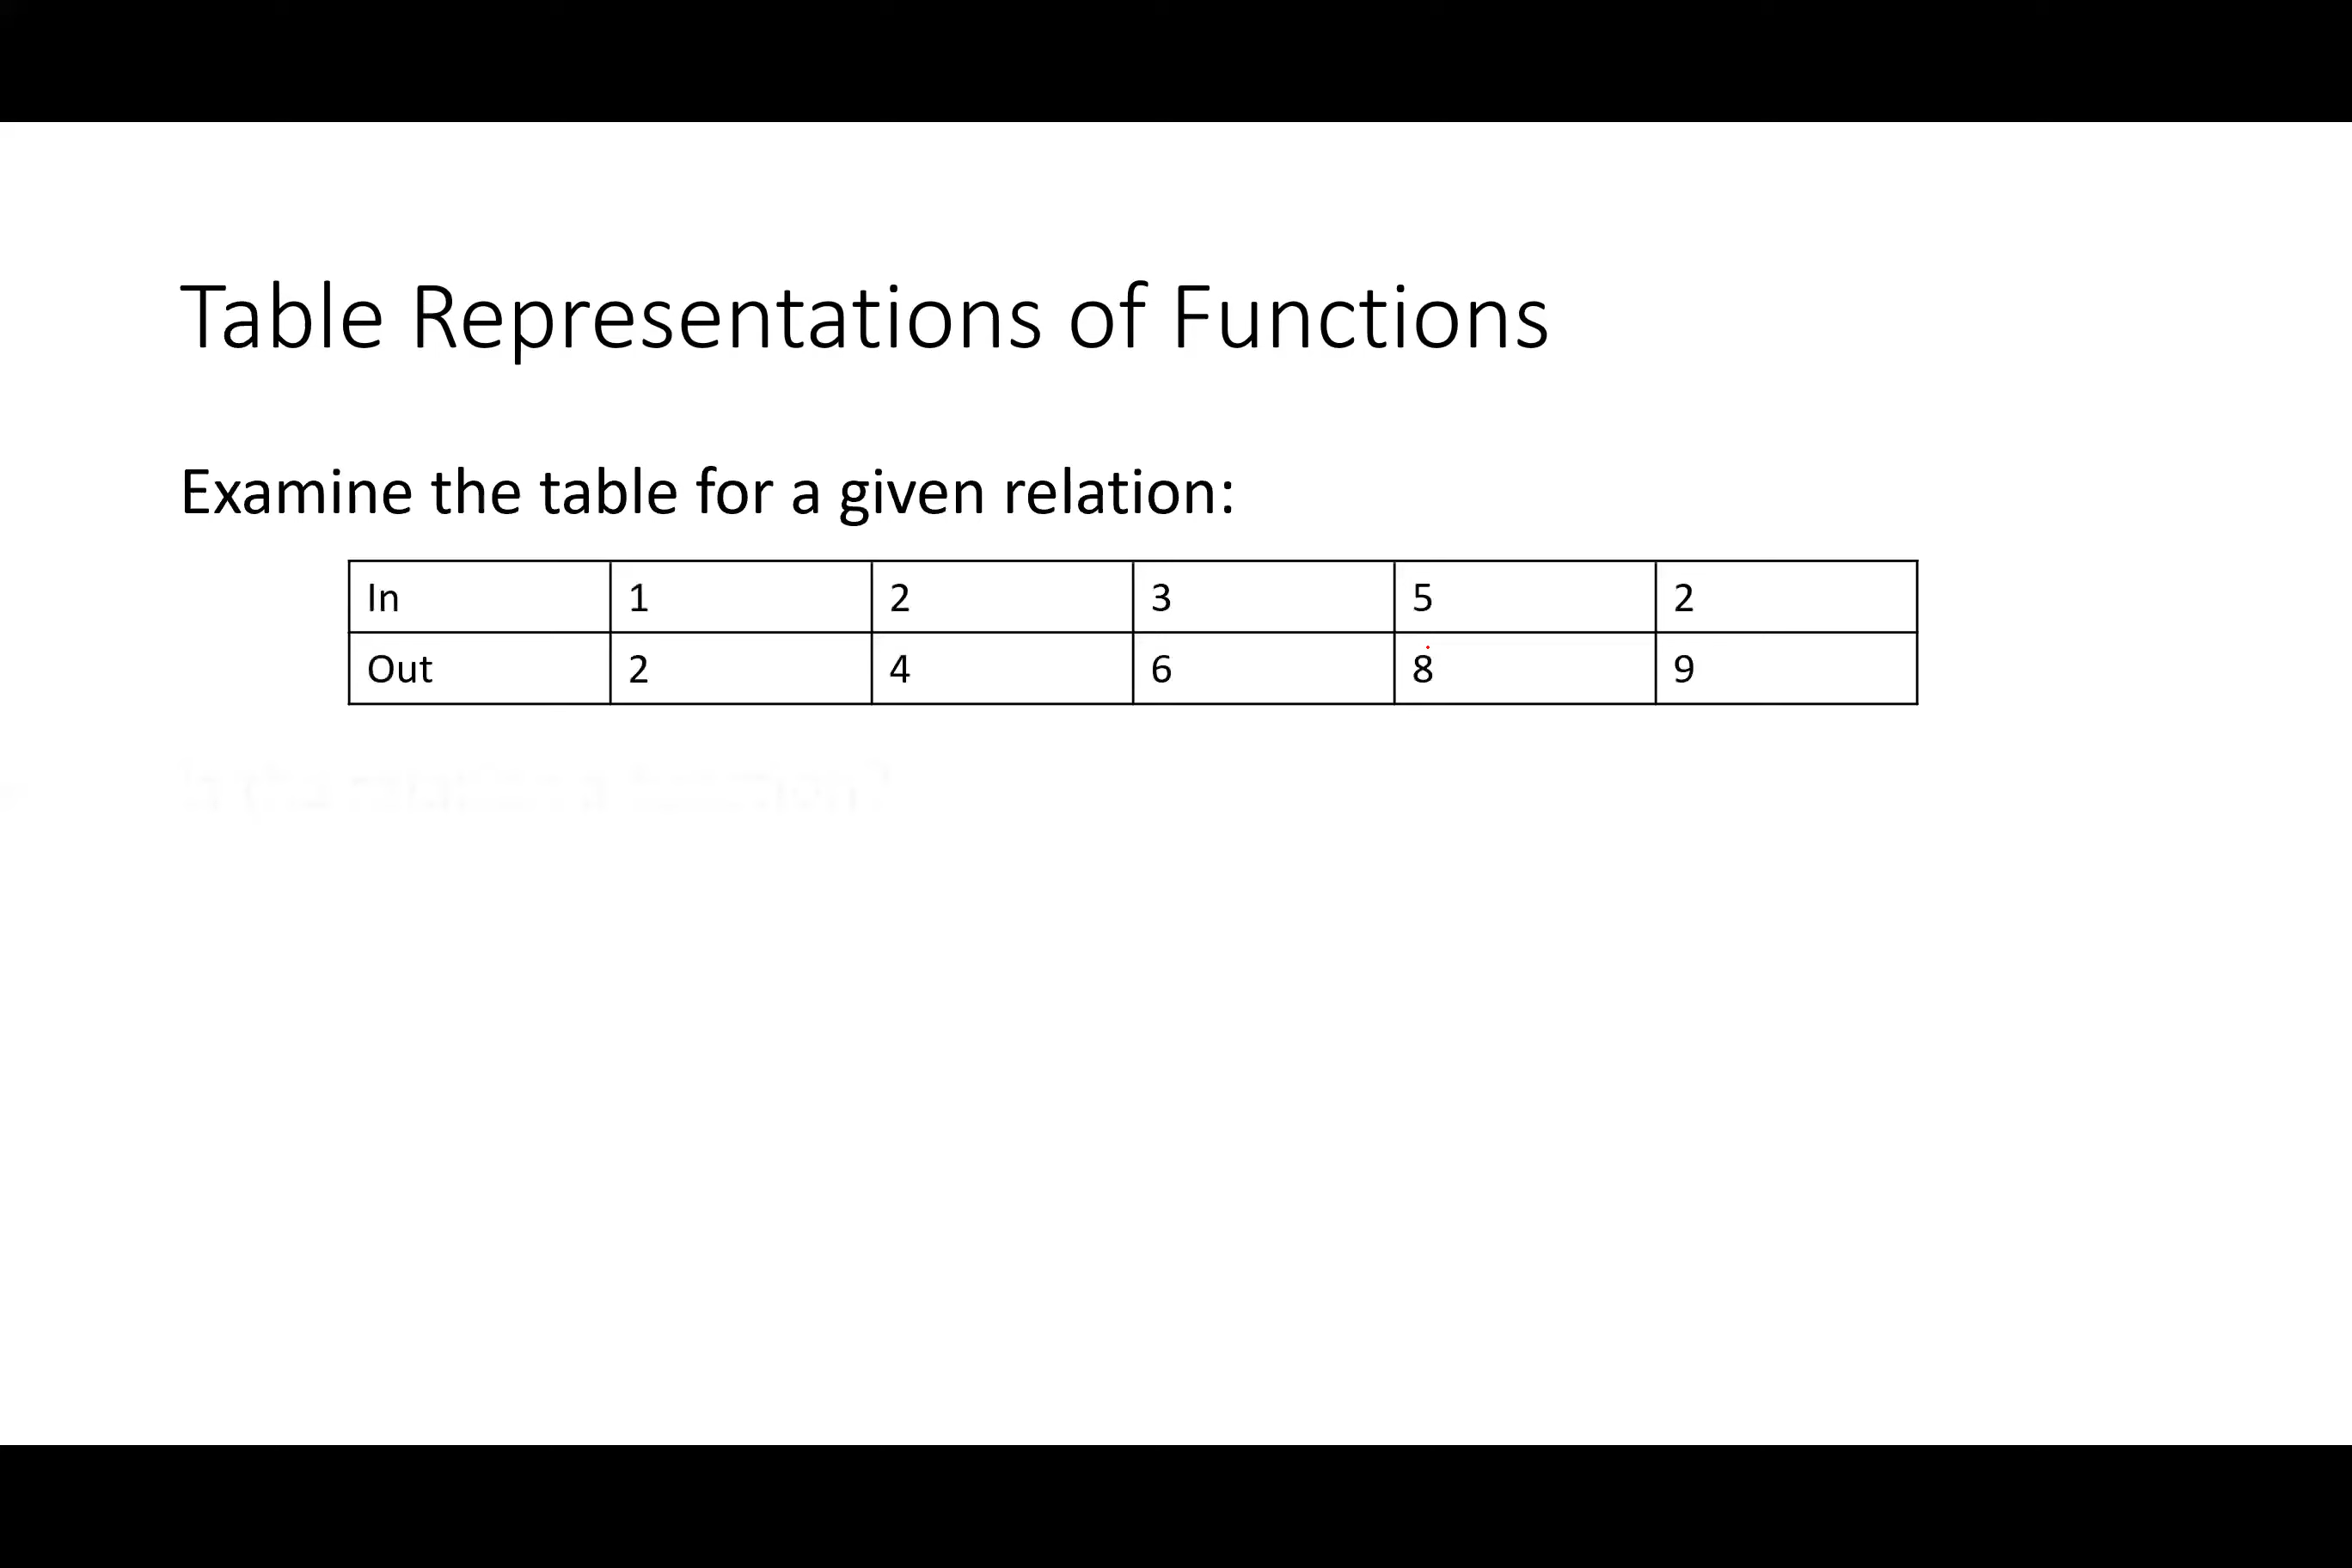 Table Representations of Functions
Examine the table for a given relation:
In 1 2 3 5 2
Out 2 4 6 8 9